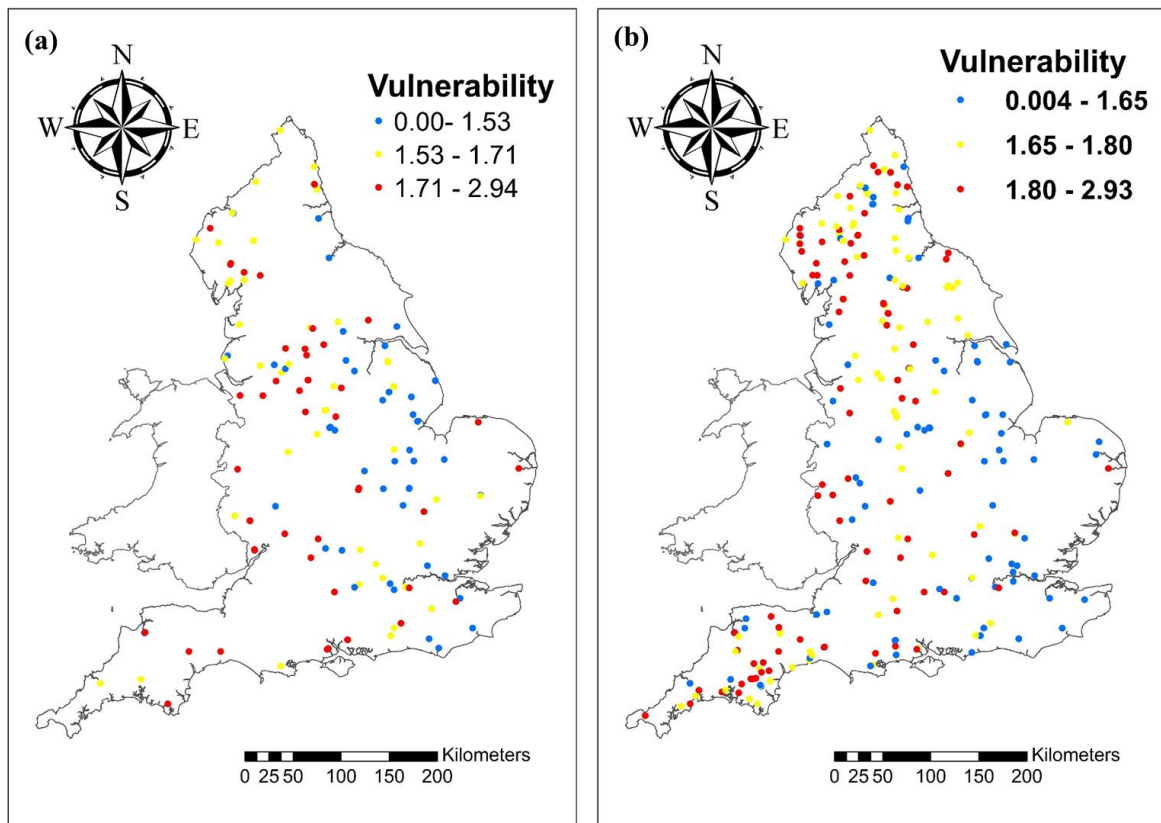 (a)
N
W E
S
Vulnerability
0.00- 1.53
1.53 - 1.71
1.71 - 2.94
Kilometers
0 25 50 100 150 200
(b)
N
W E
S
Vulnerability
0.004 - 1.65
1.65 - 1.80
1.80 - 2.93
Kilometers
0 25 50 100 150 200